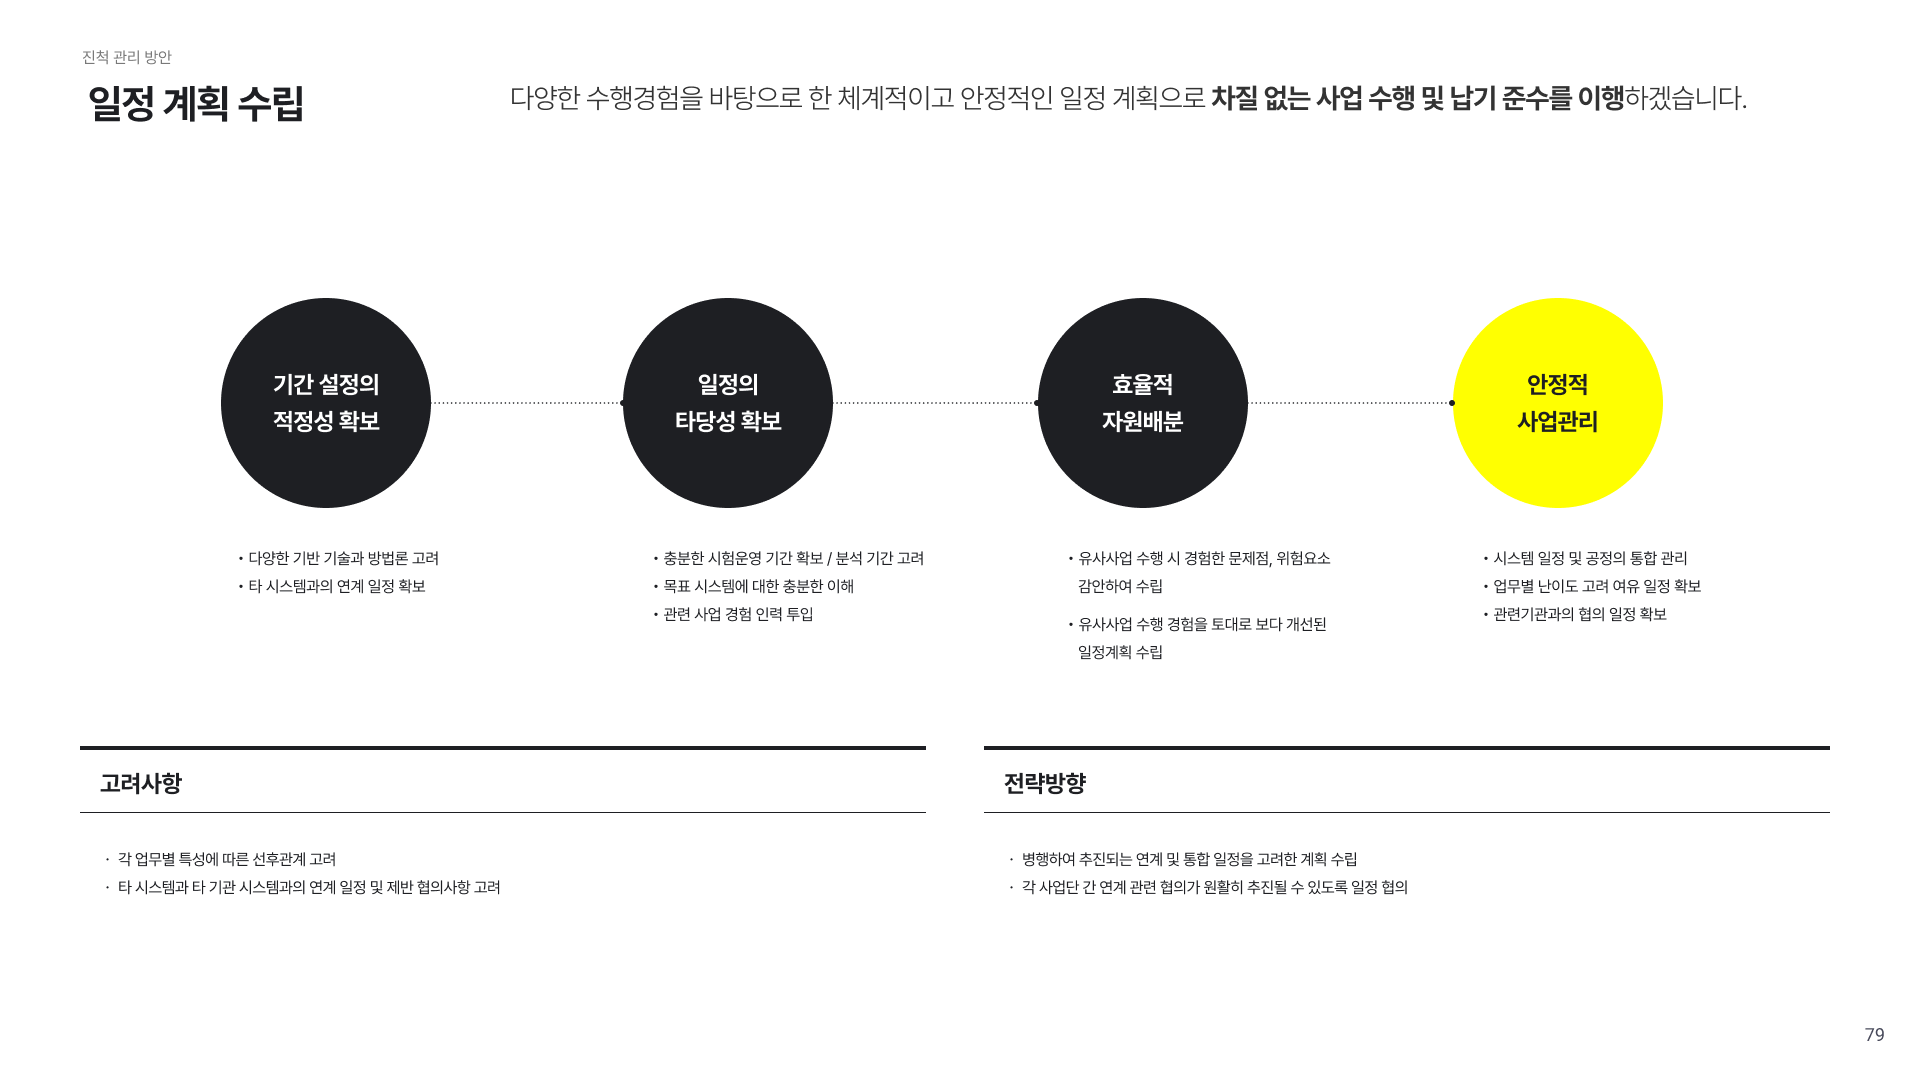 진척 관리 방안
일정 계획 수립
다양한 수행경험을 바탕으로 한 체계적이고 안정적인 일정 계획으로 차질 없는 사업 수행 및 납기 준수를 이행하겠습니다.
기간 설정의
적정성 확보
• 다양한 기반 기술과 방법론 고려
• 타 시스템과의 연계 일정 확보
일정의
타당성 확보
• 충분한 시험운영 기간 확보 / 분석 기간 고려
• 목표 시스템에 대한 충분한 이해
• 관련 사업 경험 인력 투입
효율적
자원배분
• 유사사업 수행 시 경험한 문제점, 위험요소
감안하여 수립
• 유사사업 수행 경험을 토대로 보다 개선된
일정계획 수립
안정적
사업관리
• 시스템 일정 및 공정의 통합 관리
• 업무별 난이도 고려 여유 일정 확보
• 관련기관과의 협의 일정 확보
고려사항
· 각 업무별 특성에 따른 선후관계 고려
· 타 시스템과 타 기관 시스템과의 연계 일정 및 제반 협의사항 고려
전략방향
· 병행하여 추진되는 연계 및 통합 일정을 고려한 계획 수립
· 각 사업단 간 연계 관련 협의가 원활히 추진될 수 있도록 일정 협의
79